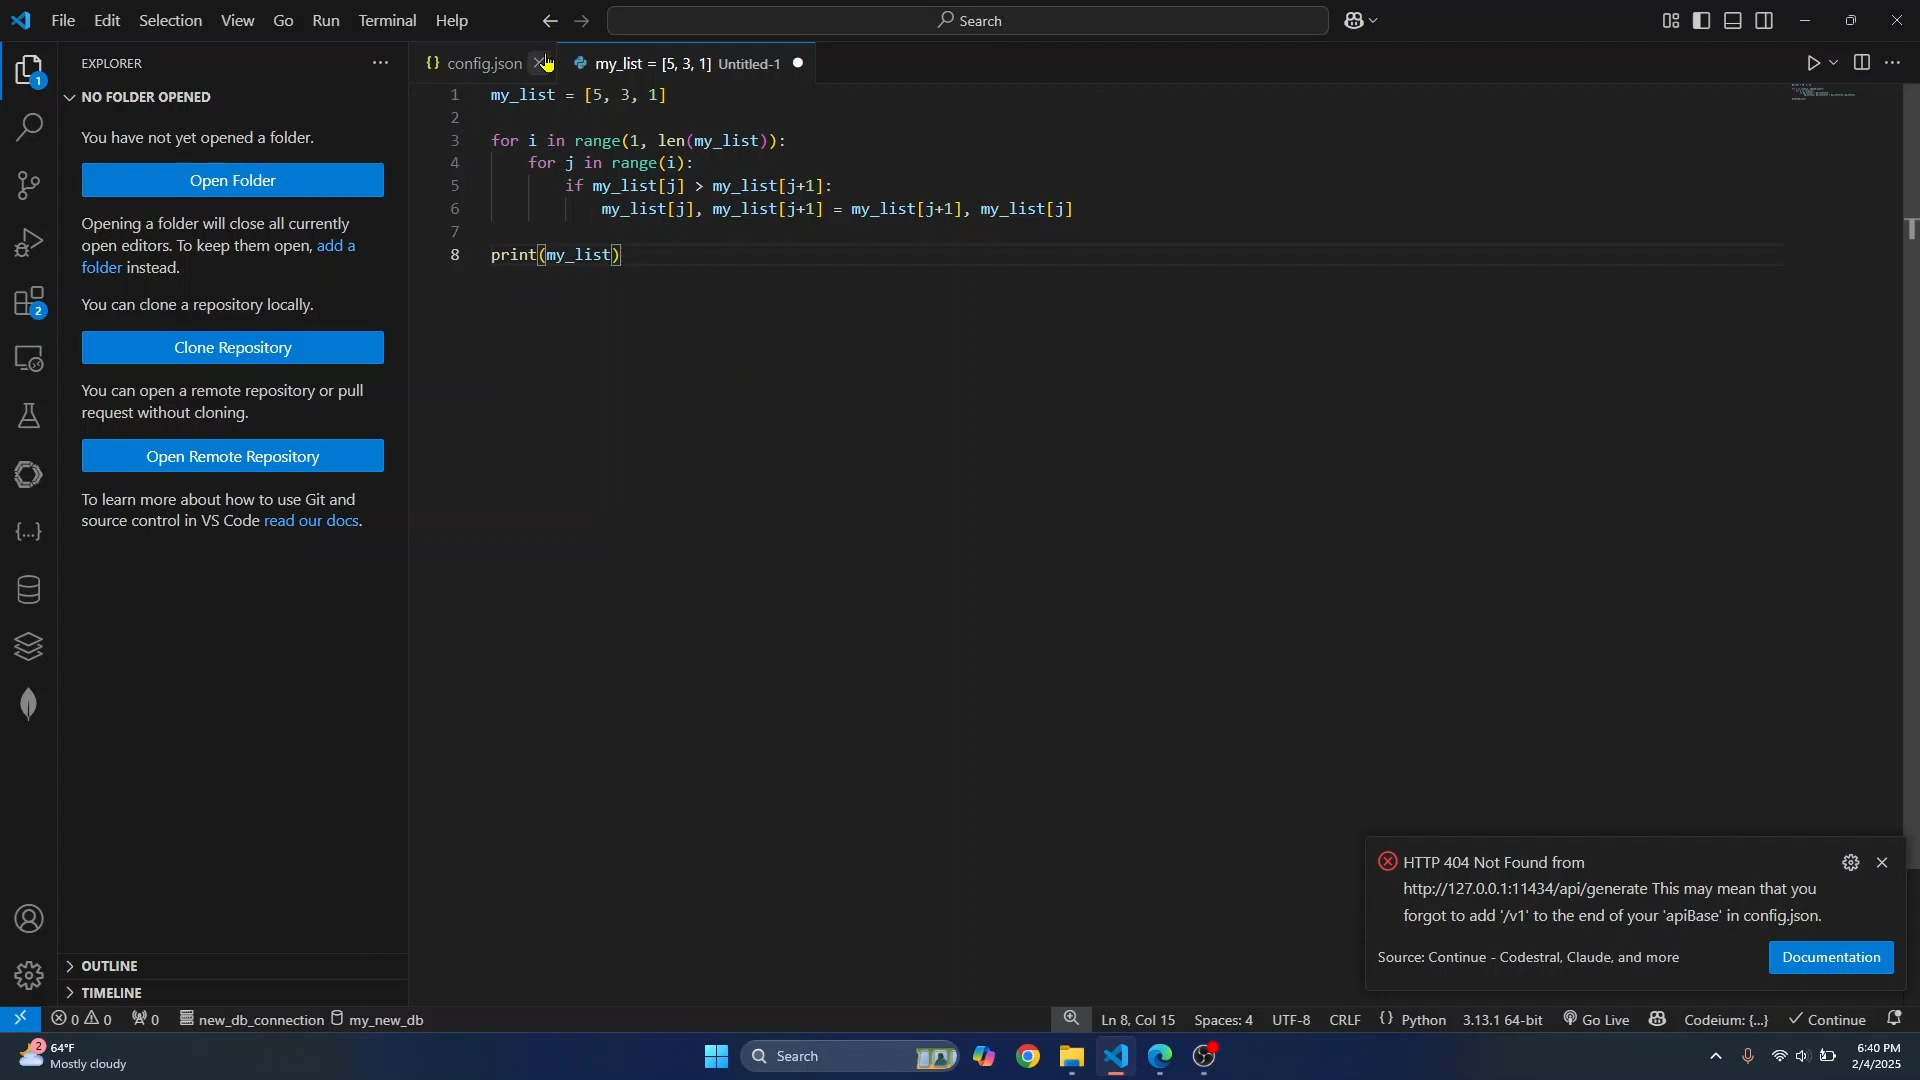 File Edit Selection View Go Run Terminal Help
Search
EXPLORER
1
NO FOLDER OPENED
You have not yet opened a folder.
Open Folder
Opening a folder will close all currently
open editors. To keep them open, add a
folder instead.
You can clone a repository locally.
2
Clone Repository
You can open a remote repository or pull
request without cloning.
Open Remote Repository
To learn more about how to use Git and
source control in VS Code read our docs.
OUTLINE
TIMELINE
{} config.json
my_list = [5, 3, 1] Untitled-1
1 my_list = [5, 3, 1]
2
3 for i in range(1, len(my_list)):
4 for j in range(i):
5 if my_list[j] > my_list[j+1]:
6 my_list[j], my_list[j+1] = my_list[j+1], my_list[j]
7
8 print(my_list)
HTTP 404 Not Found from
http://127.0.0.1:11434/api/generate This may mean that you
forgot to add '/v1' to the end of your 'apiBase' in config.json.
Source: Continue - Codestral, Claude, and more
Documentation
0 0 0 new_db_connection my_new_db
Ln 8, Col 15 Spaces: 4 UTF-8 CRLF {} Python 3.13.1 64-bit Go Live Codeium: {...} Continue
2
64°F
Mostly cloudy
Search
6:40 PM
2/4/2025